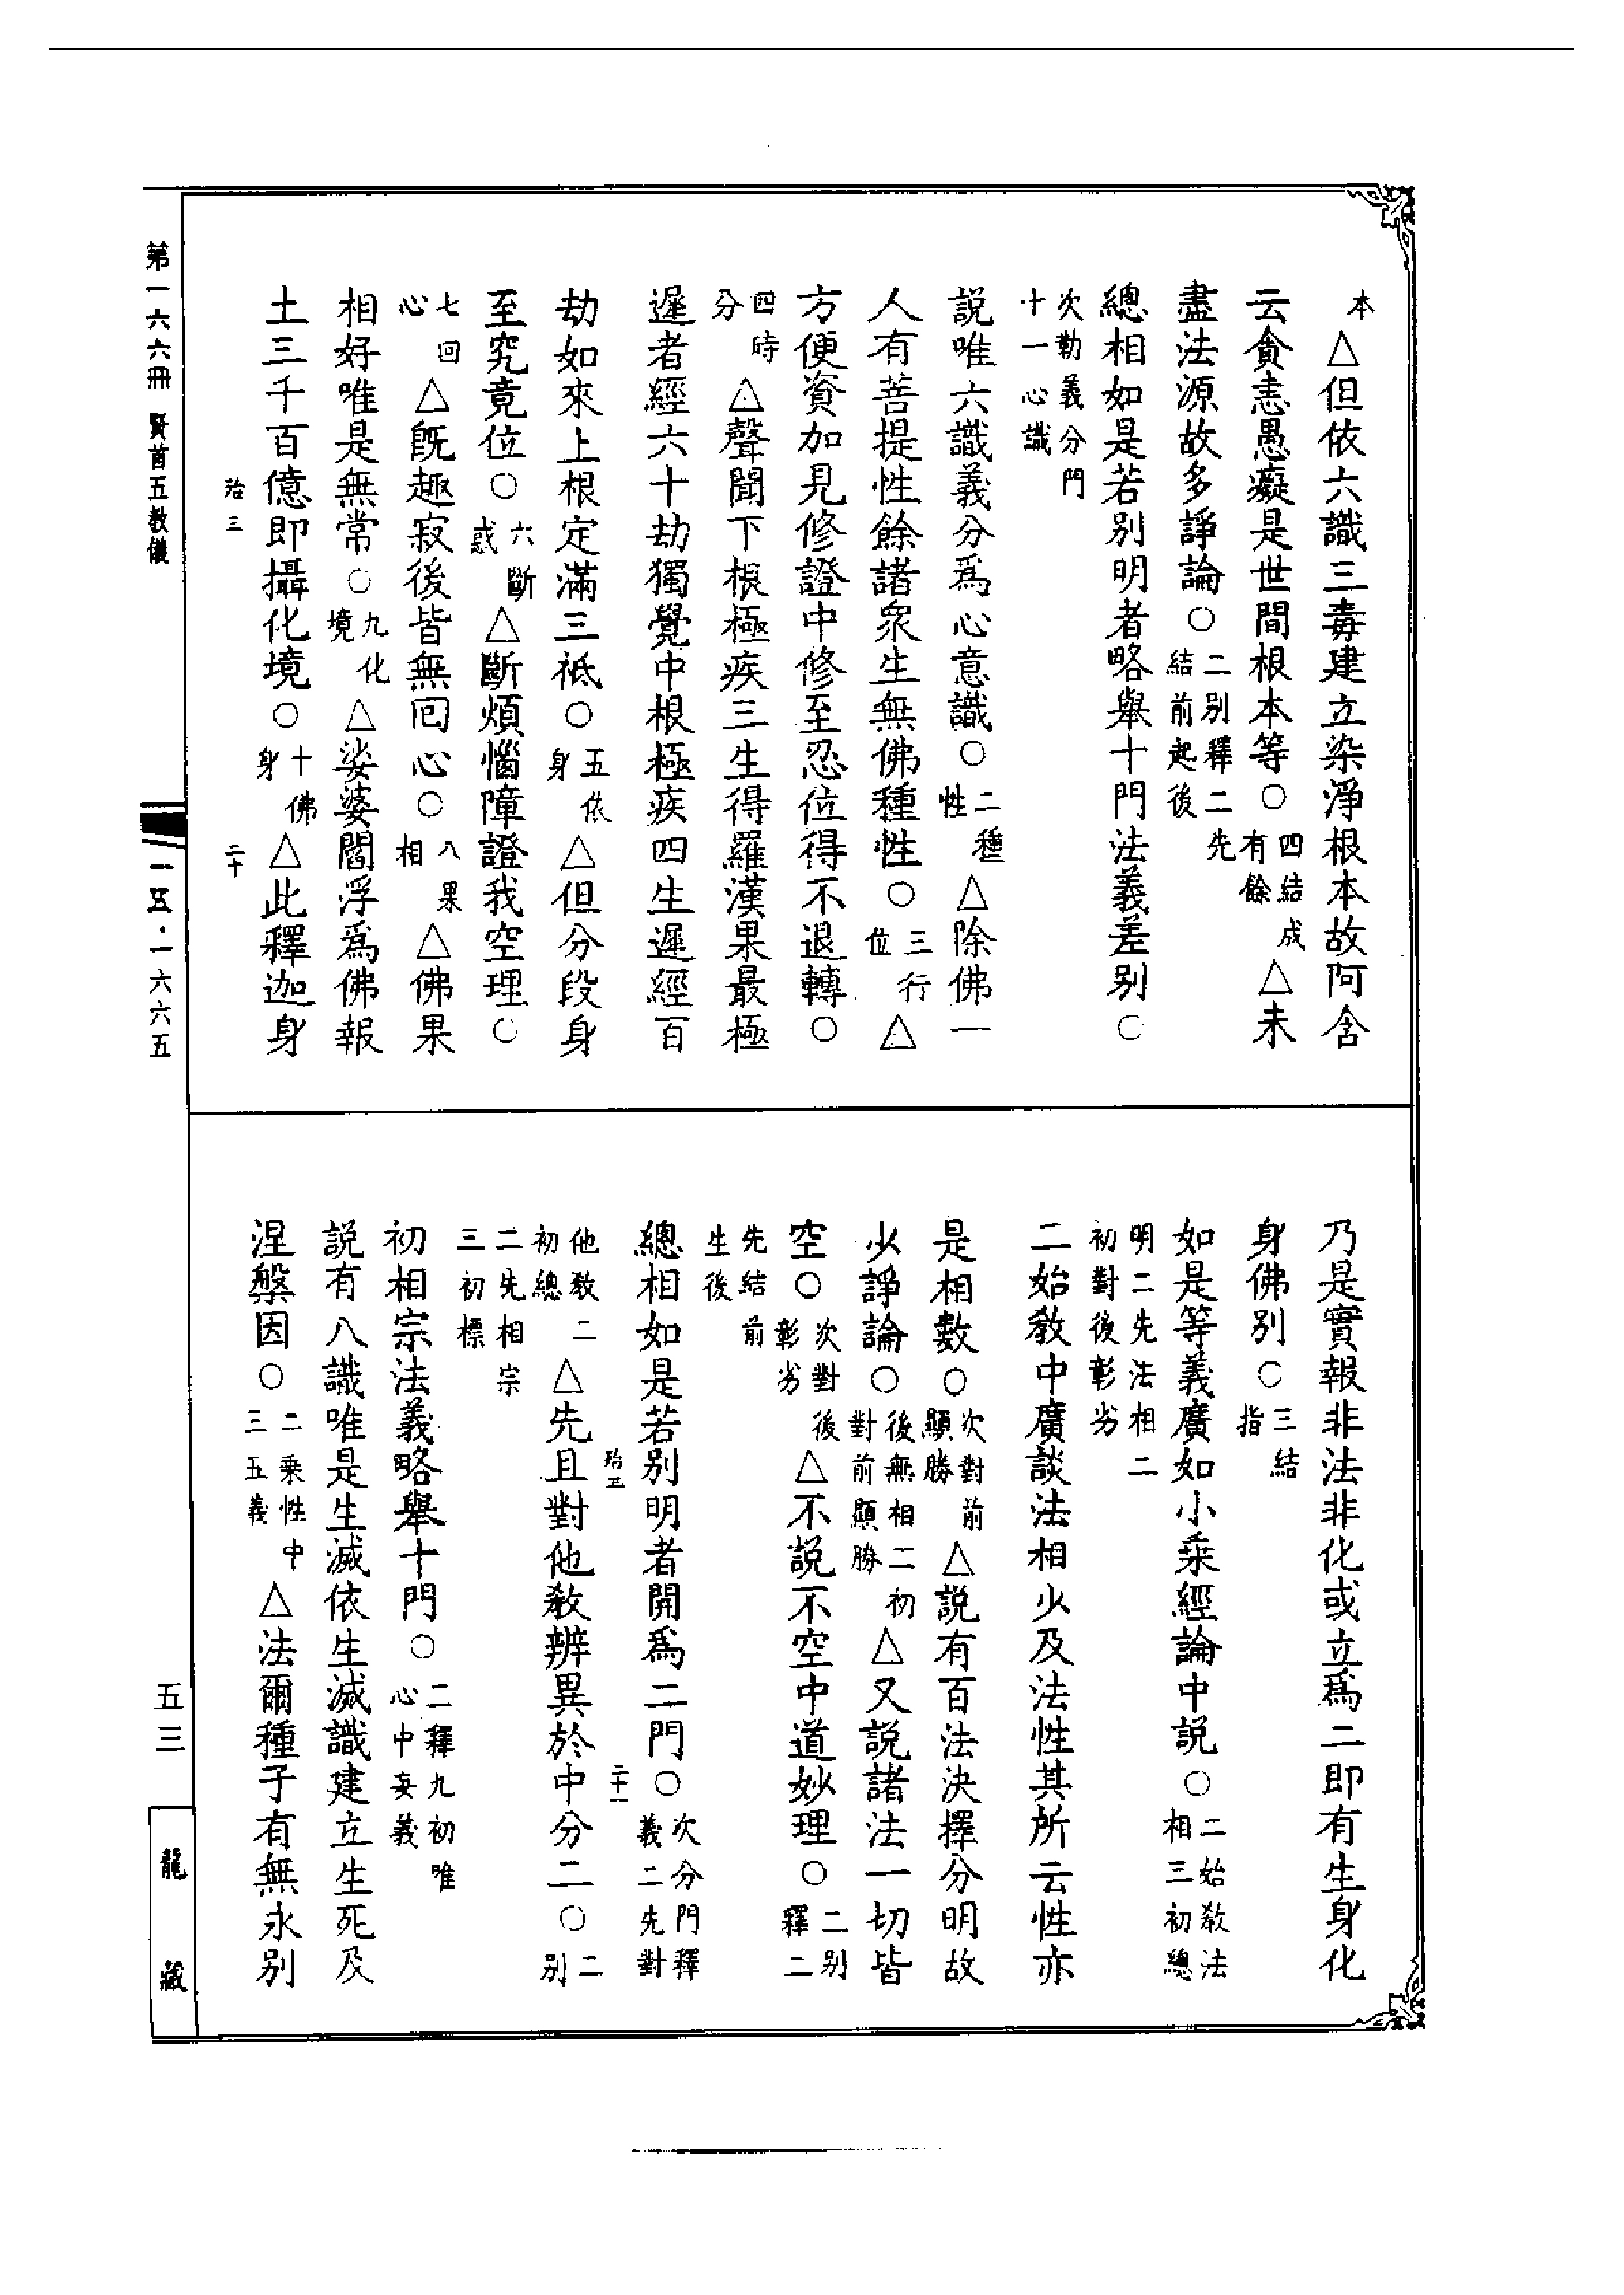 本△但依六識三毒建立染淨根本故阿含
云貪恚愚癡是世間根本等○四結成有餘△未
盡法源故多諍論○二別釋二先結前起後
總相如是若別明者略舉十門法義差別○
次勒義分門十一心識
說唯六識義分爲心意識○二種性△除佛一
人有菩提性餘諸衆生無佛種性○三行位△
方便資加見修證中修至忍位得不退轉○
四時分△聲聞下根極疾三生得羅漢果最極
遲者經六十劫獨覺中根極疾四生遲經百
劫如來上根定滿三祇○五依身△但分段身
至究竟位○六斷惑△斷煩惱障證我空理○
七回心△旣趣寂後皆無囘心○八果相△佛果
相好唯是無常○九化境△娑婆閻浮爲佛報
土三千百億即攝化境○十佛身△此釋迦身
乃是實報非法非化或立爲二即有生身化
身佛別○三結指
如是等義廣如小乘經論中說○二始教法相三初總
明二先法相二初對後彰劣
二始教中廣談法相少及法性其所云性亦
是相數○次對前顯勝△說有百法決擇分明故
少諍論○後無相二初對前顯勝△又說諸法一切皆
空○次對後彰劣△不說不空中道妙理○二別釋二
先結前生後
總相如是若別明者開爲二門○次分門釋義二先對
他教二初總△先且對他教辨異於中分二○二別
二先相宗三初標
初相宗法義略舉十門○二釋九初唯心中妄義
說有八識唯是生滅依生滅識建立生死及
涅槃因○二乘性中三五義△法爾種子有無永別
第一六六冊 賢首五教儀
一五·一六六五
五三
龍藏
二十
二十一